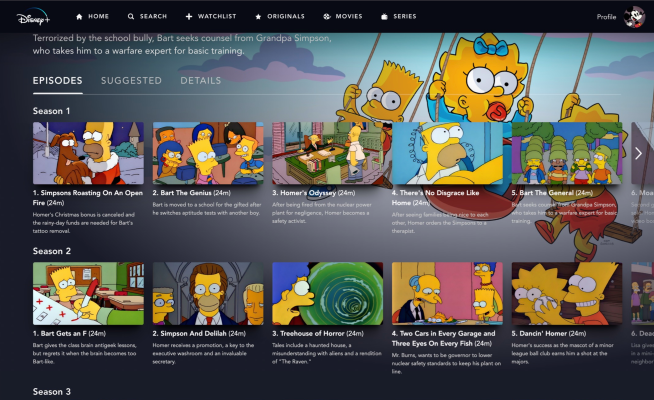 Disney+
HOME
SEARCH
WATCHLIST
ORIGINALS
MOVIES
SERIES
Profile
Terrorized by the school bully, Bart seeks counsel from Grandpa Simpson,
who takes him to a warfare expert for basic training.
EPISODES
SUGGESTED
DETAILS
Season 1
1. Simpsons Roasting On An Open
Fire (24m)
Homer's Christmas bonus is canceled and
the rainy-day funds are needed for Bart's
tattoo removal.
2. Bart The Genius (24m)
Bart is moved to a school for the gifted after
he switches aptitude tests with another boy.
3. Homer's Odyssey (24m)
After being fired from the nuclear power
plant for negligence, Homer becomes a
safety activist.
4. There's No Disgrace Like
Home (24m)
After seeing families being nice to each
other, Homer orders the Simpsons to a
therapist.
5. Bart The General (24m)
Bart seeks counsel from Grandpa Simpson,
who takes him to a warfare expert for basic
training.
6. Moa
Season 2
1. Bart Gets an F (24m)
Bart gives the class brain antigeek lessons,
but regrets it when the brain becomes too
Bart-like.
2. Simpson And Delilah (24m)
Homer receives a promotion, a key to the
executive washroom and an invaluable
secretary.
3. Treehouse of Horror (24m)
Tales include a haunted house, a
misunderstanding with aliens and a rendition
of "The Raven."
4. Two Cars in Every Garage and
Three Eyes On Every Fish (24m)
Mr. Burns, wants to be governor to lower
nuclear safety standards to keep his plant on
line.
5. Dancin' Homer (24m)
Homer's success as the mascot of a minor
league ball club earns him a shot at the
majors.
6. Dead
Lisa gives
in a mini-
neighbor
Season 3